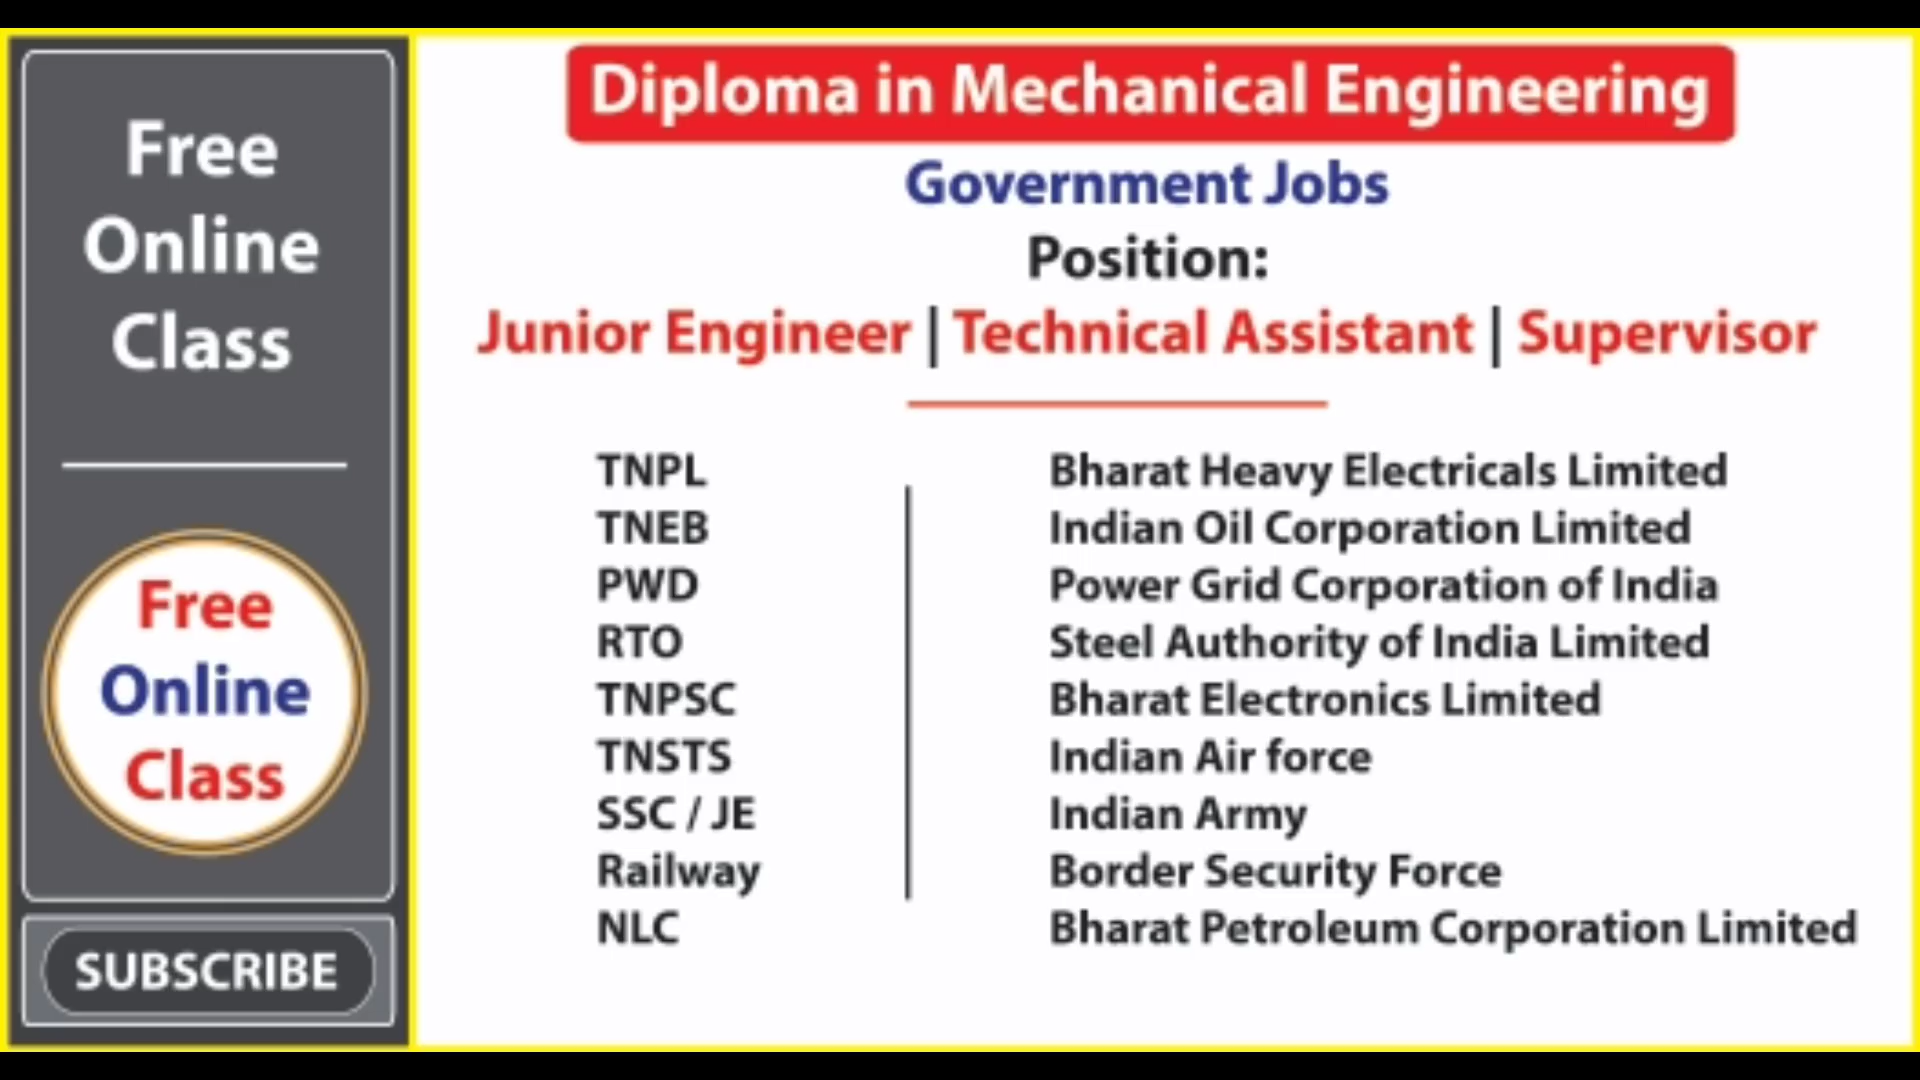 Free
Online
Class
Free
Online
Class
SUBSCRIBE
Diploma in Mechanical Engineering
Government Jobs
Position:
Junior Engineer | Technical Assistant | Supervisor
TNPL
TNEB
PWD
RTO
TNPSC
TNSTS
SSC / JE
Railway
NLC
Bharat Heavy Electricals Limited
Indian Oil Corporation Limited
Power Grid Corporation of India
Steel Authority of India Limited
Bharat Electronics Limited
Indian Air force
Indian Army
Border Security Force
Bharat Petroleum Corporation Limited